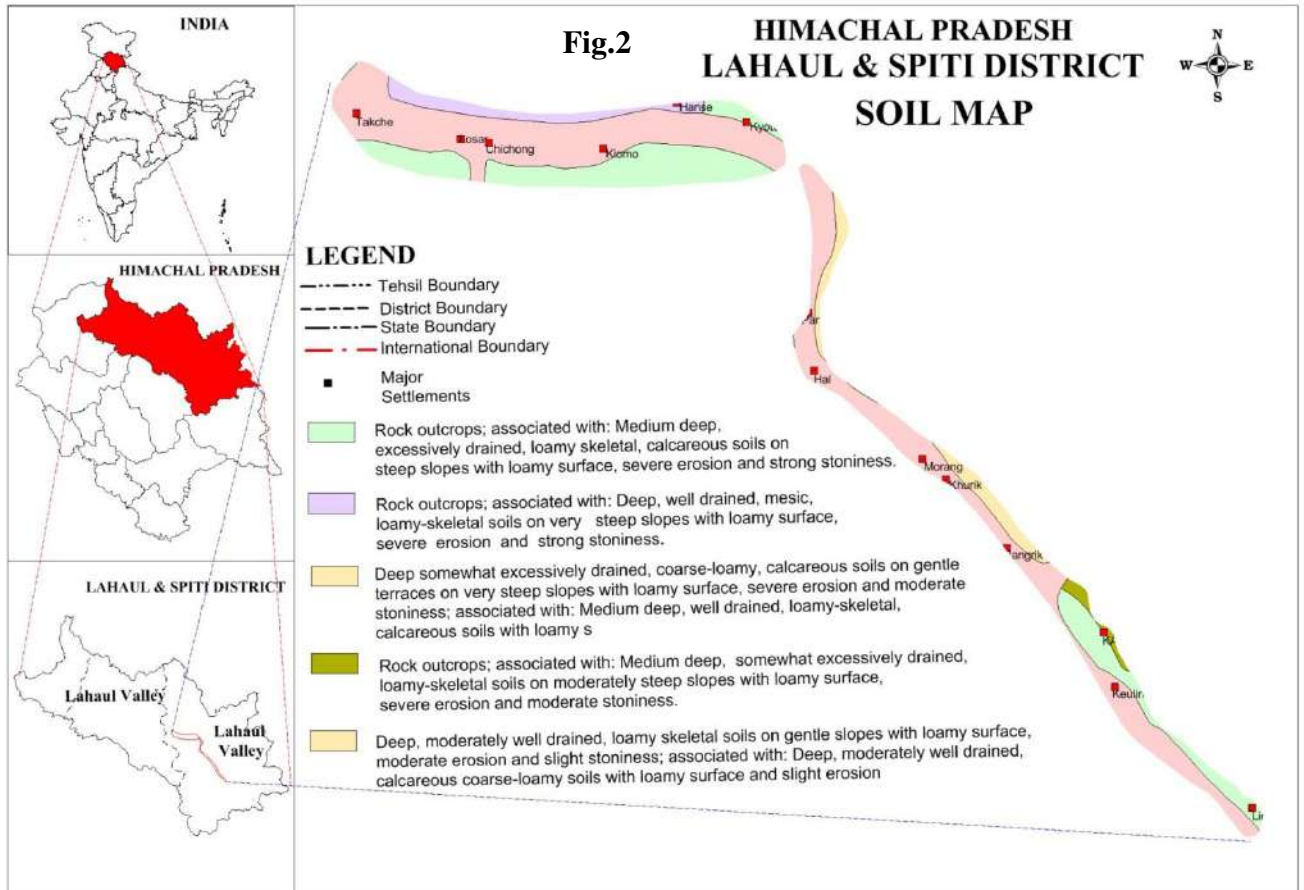 INDIA
Fig.2
HIMACHAL PRADESH
LAHAUL & SPITI DISTRICT
SOIL MAP
N
W E
S
Takche
Chichong
Klomo
Hanse
HIMACHAL PRADESH
LAHAUL & SPITI DISTRICT
Lahaul Valley
Lahaul
Valley
LEGEND
Tehsil Boundary
District Boundary
State Boundary
International Boundary
Major
Settlements
Rock outcrops; associated with: Medium deep,
excessively drained, loamy skeletal, calcareous soils on
steep slopes with loamy surface, severe erosion and strong stoniness.
Rock outcrops; associated with: Deep, well drained, mesic,
loamy-skeletal soils on very steep slopes with loamy surface,
severe erosion and strong stoniness.
Deep somewhat excessively drained, coarse-loamy, calcareous soils on gentle
terraces on very steep slopes with loamy surface, severe erosion and moderate
stoniness; associated with: Medium deep, well drained, loamy-skeletal,
calcareous soils with loamy s
Rock outcrops; associated with: Medium deep, somewhat excessively drained,
loamy-skeletal soils on moderately steep slopes with loamy surface,
severe erosion and moderate stoniness.
Deep, moderately well drained, loamy skeletal soils on gentle slopes with loamy surface,
moderate erosion and slight stoniness; associated with: Deep, moderately well drained,
calcareous coarse-loamy soils with loamy surface and slight erosion
Hal
Morang
Khurik